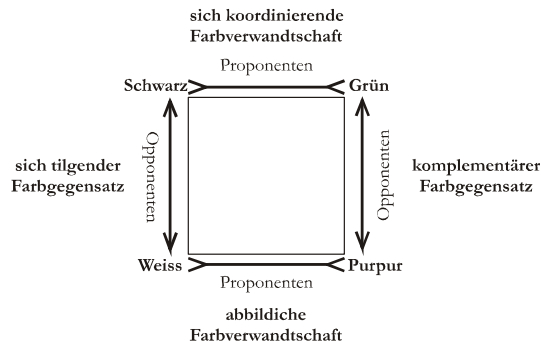 sich koordinierende
Farbverwandtschaft
Proponenten
Schwarz
Grün
Opponenten
Opponenten
sich tilgender
Farbgegensatz
komplementärer
Farbgegensatz
Weiss
Purpur
Proponenten
abbildiche
Farbverwandtschaft